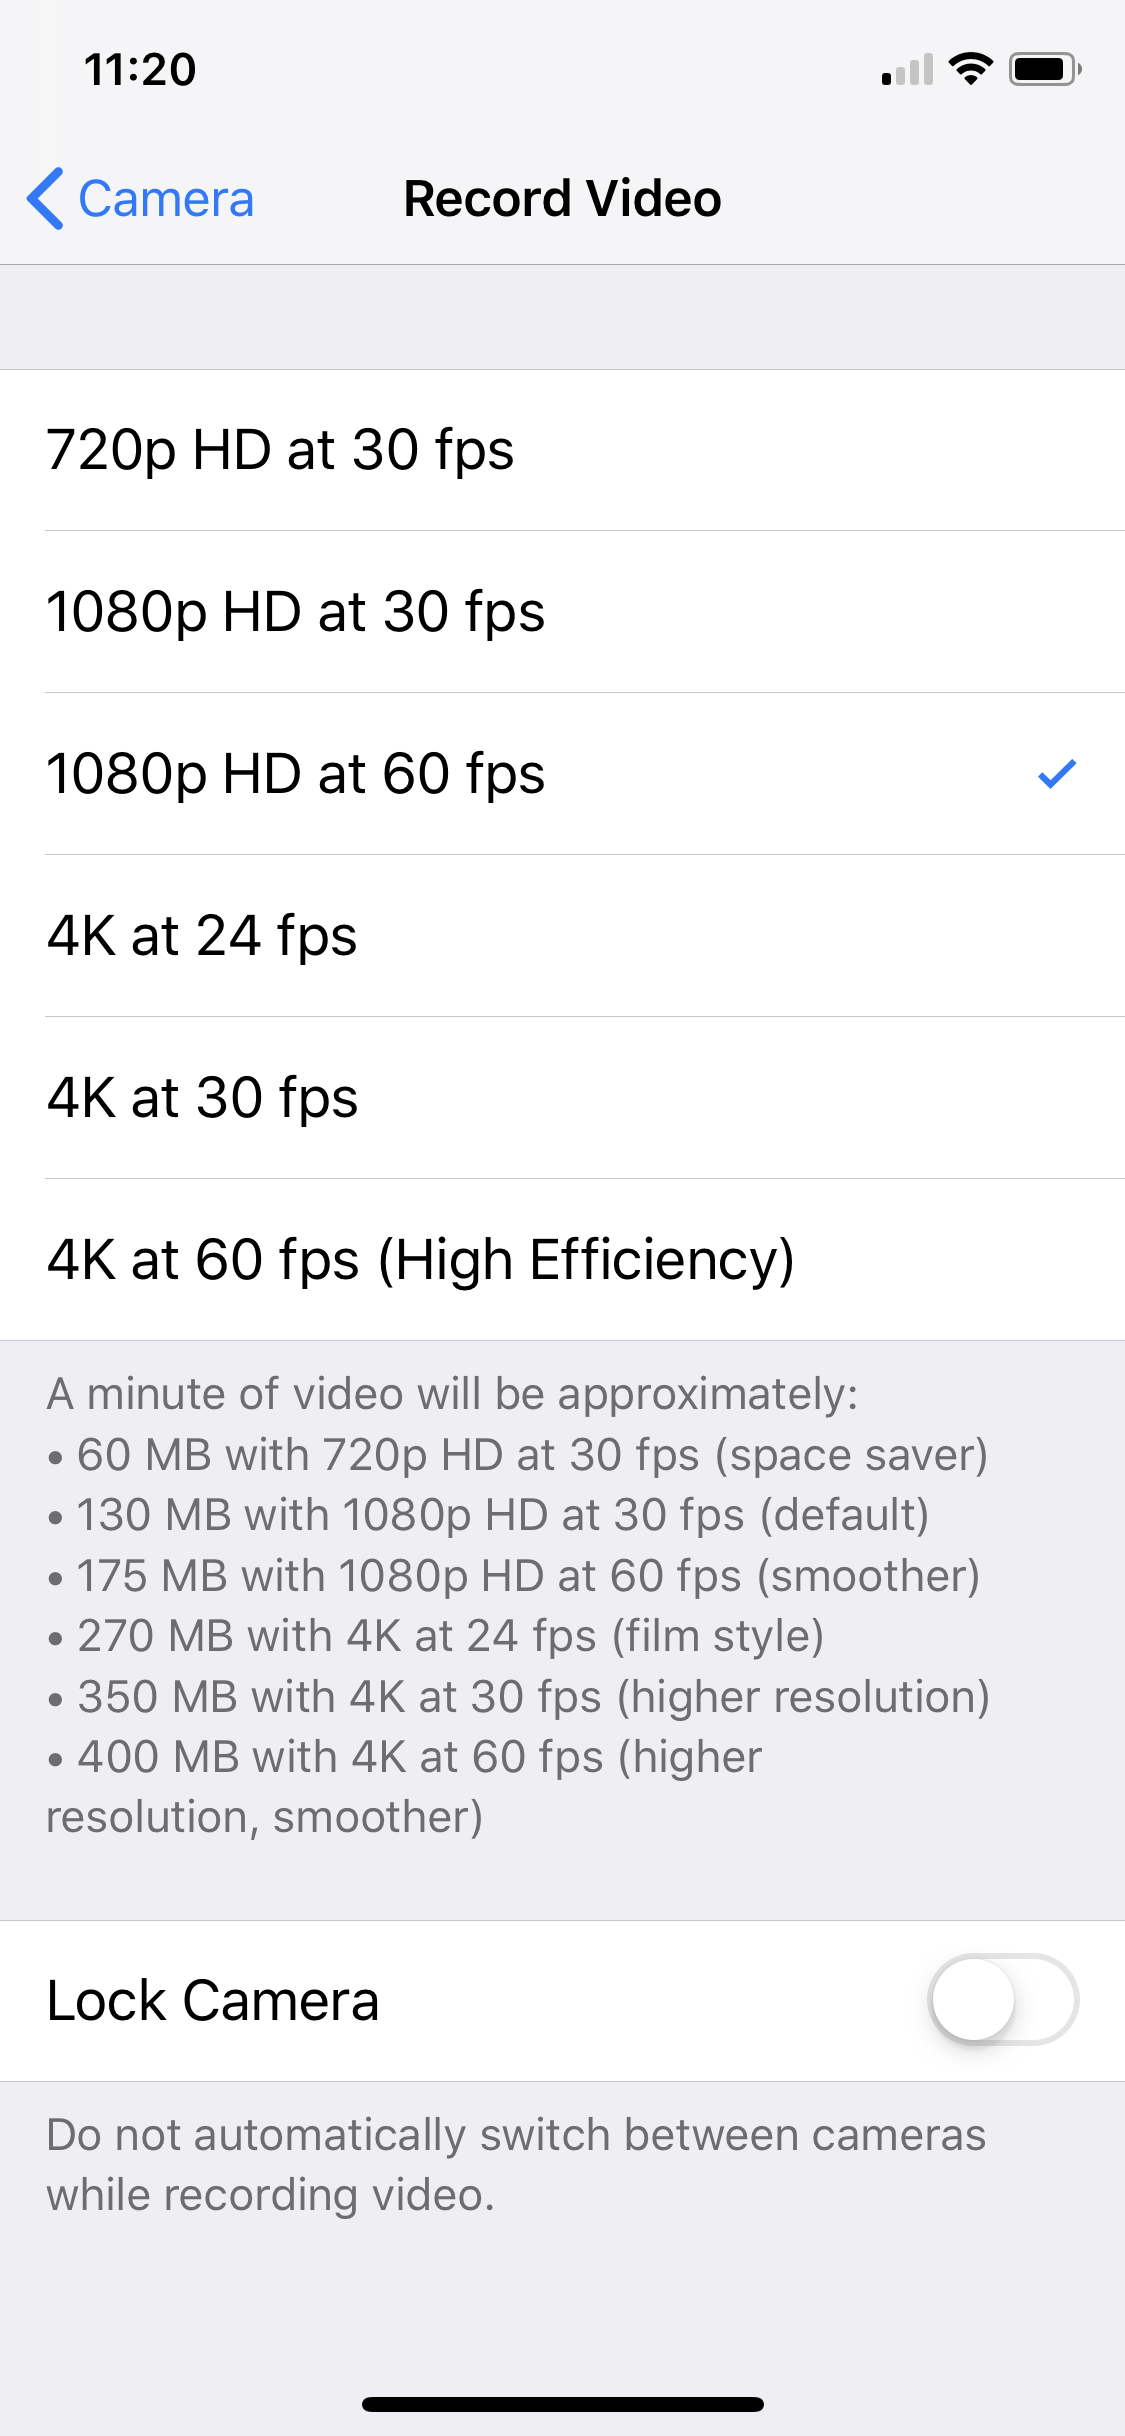 11:20
Camera
Record Video
720p HD at 30 fps
1080p HD at 30 fps
1080p HD at 60 fps
4K at 24 fps
4K at 30 fps
4K at 60 fps (High Efficiency)
A minute of video will be approximately:
• 60 MB with 720p HD at 30 fps (space saver)
• 130 MB with 1080p HD at 30 fps (default)
• 175 MB with 1080p HD at 60 fps (smoother)
• 270 MB with 4K at 24 fps (film style)
• 350 MB with 4K at 30 fps (higher resolution)
• 400 MB with 4K at 60 fps (higher
resolution, smoother)
Lock Camera
Do not automatically switch between cameras
while recording video.